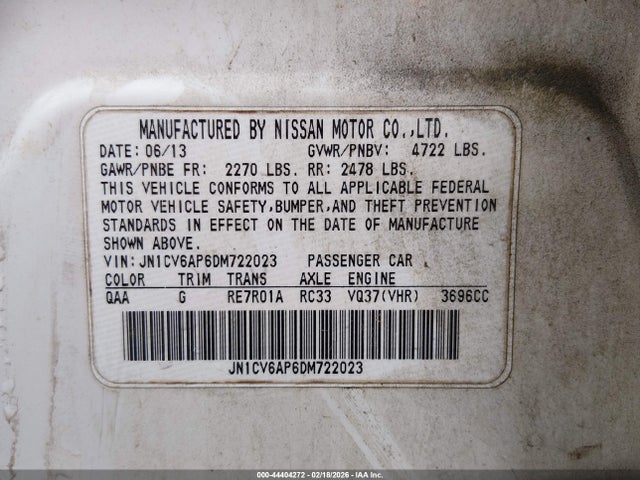 MANUFACTURED BY NISSAN MOTOR CO.,LTD.
DATE: 06/13 GVWR/PNBV: 4722 LBS.
GAWR/PNBE FR: 2270 LBS. RR: 2478 LBS.
THIS VEHICLE CONFORMS TO ALL APPLICABLE FEDERAL
MOTOR VEHICLE SAFETY,BUMPER,AND THEFT PREVENTION
STANDARDS IN EFFECT ON THE DATE OF MANUFACTURE
SHOWN ABOVE.
VIN: JN1CV6AP6DM722023 PASSENGER CAR
COLOR TRIM TRANS AXLE ENGINE
QAA G RE7R01A RC33 VQ37(VHR) 3696CC
JN1CV6AP6DM722023
000-44404272 - 02/18/2026 - IAA Inc.